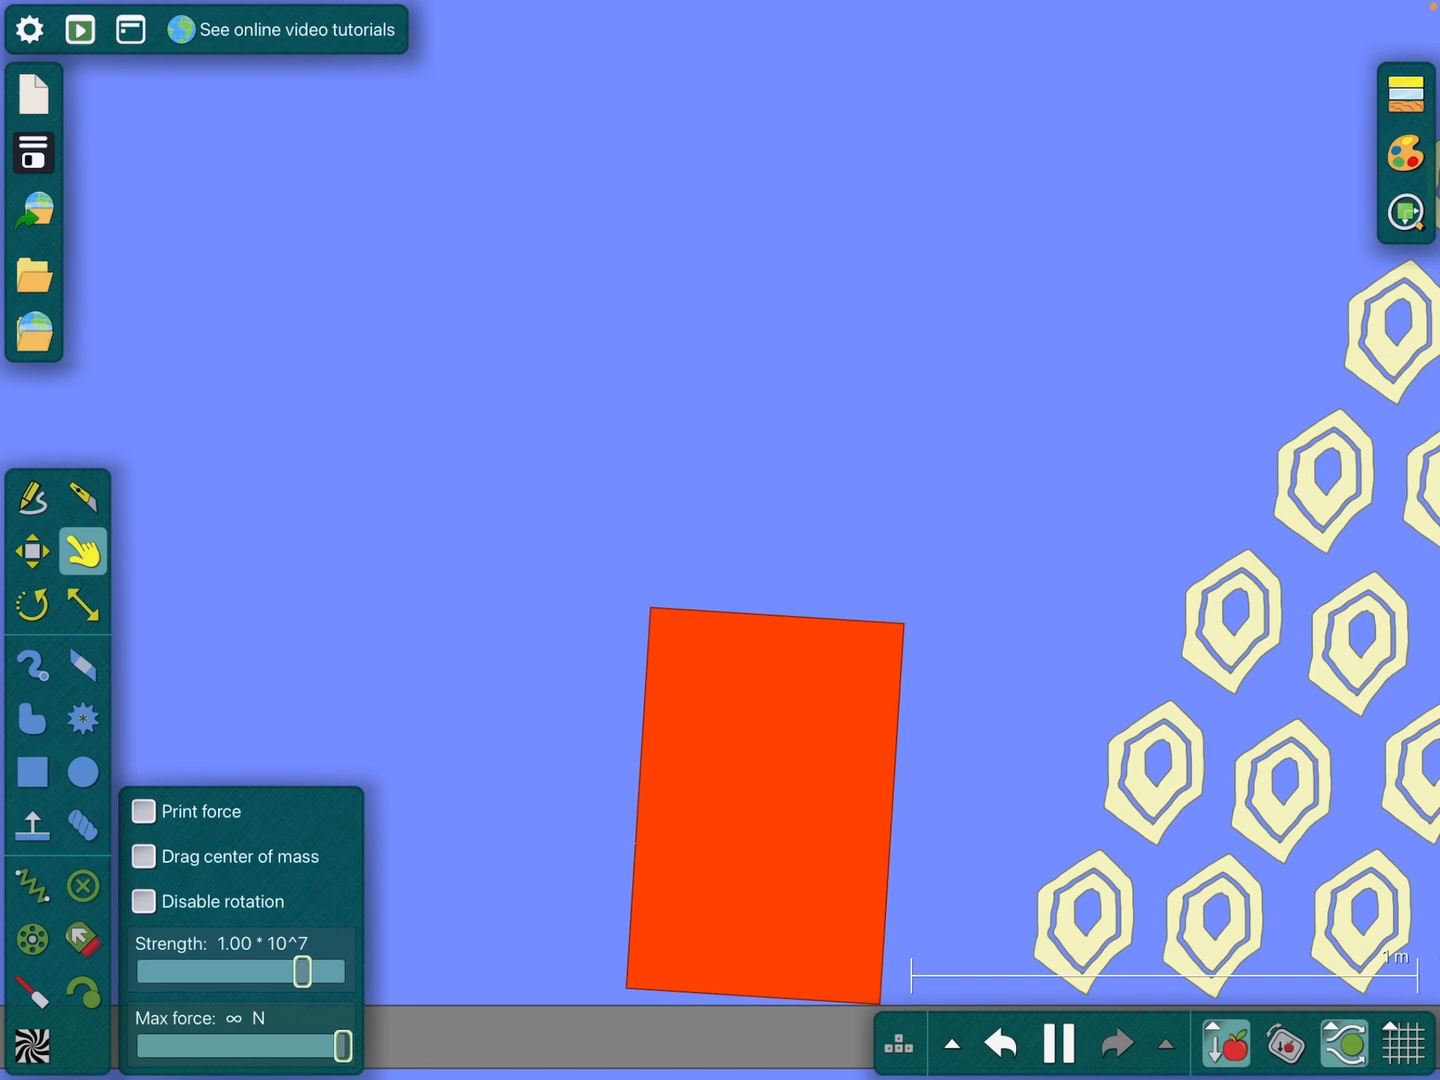 See online video tutorials
Print force
Drag center of mass
Disable rotation
Strength: 1.00 * 10^7
Max force: ∞ N
1 m